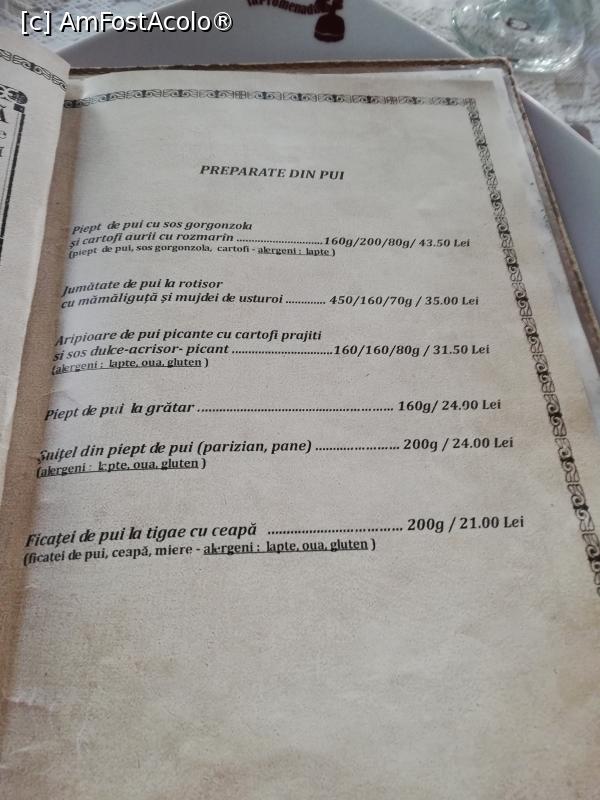 [c] AmFostAcolo®
PREPARATE DIN PUI
Piept de pui cu sos gorgonzola
și cartofi aurii cu rozmarin ............................160g/200/80g/ 43.50 Lei
(piept de pui, sos gorgonzola, cartofi - alergeni : lapte )
Jumătate de pui la rotisor
cu mămăliguță și mujdei de usturoi ............. 450/160/70g / 35.00 Lei
Aripioare de pui picante cu cartofi prajiti
si sos dulce-acrisor- picant .................................160/160/80g / 31.50 Lei
(alergeni : lapte, oua, gluten )
Piept de pui la grătar ...................................................... 160g/ 24.00 Lei
Șnițel din piept de pui (parizian, pane) ....................... 200g / 24.00 Lei
(alergeni : lapte, oua, gluten )
Ficaței de pui la tigae cu ceapă .................................. 200g / 21.00 Lei
(ficaței de pui, ceapă, miere - alergeni : lapte, oua, gluten )